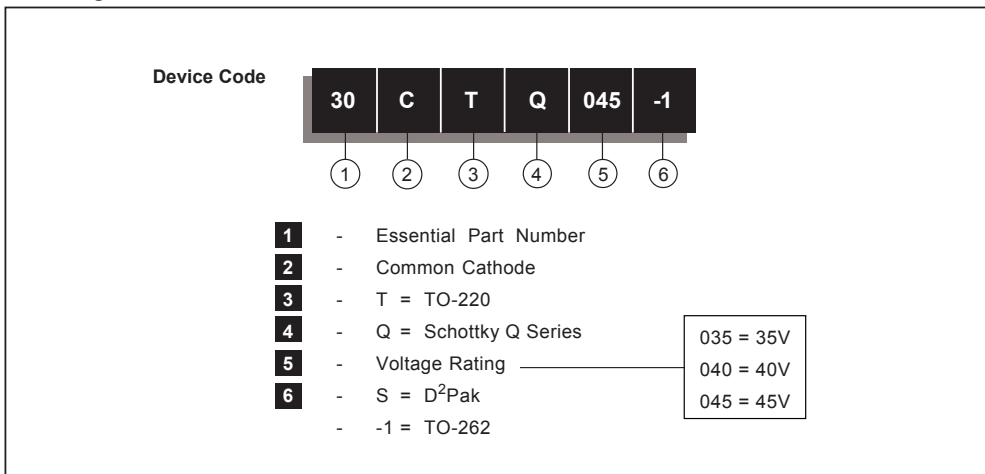 Device Code
30 C T Q 045 -1
1 2 3 4 5 6
1 - Essential Part Number
2 - Common Cathode
3 - T = TO-220
4 - Q = Schottky Q Series
5 - Voltage Rating
6 - S = D²Pak
- -1 = TO-262
035 = 35V
040 = 40V
045 = 45V